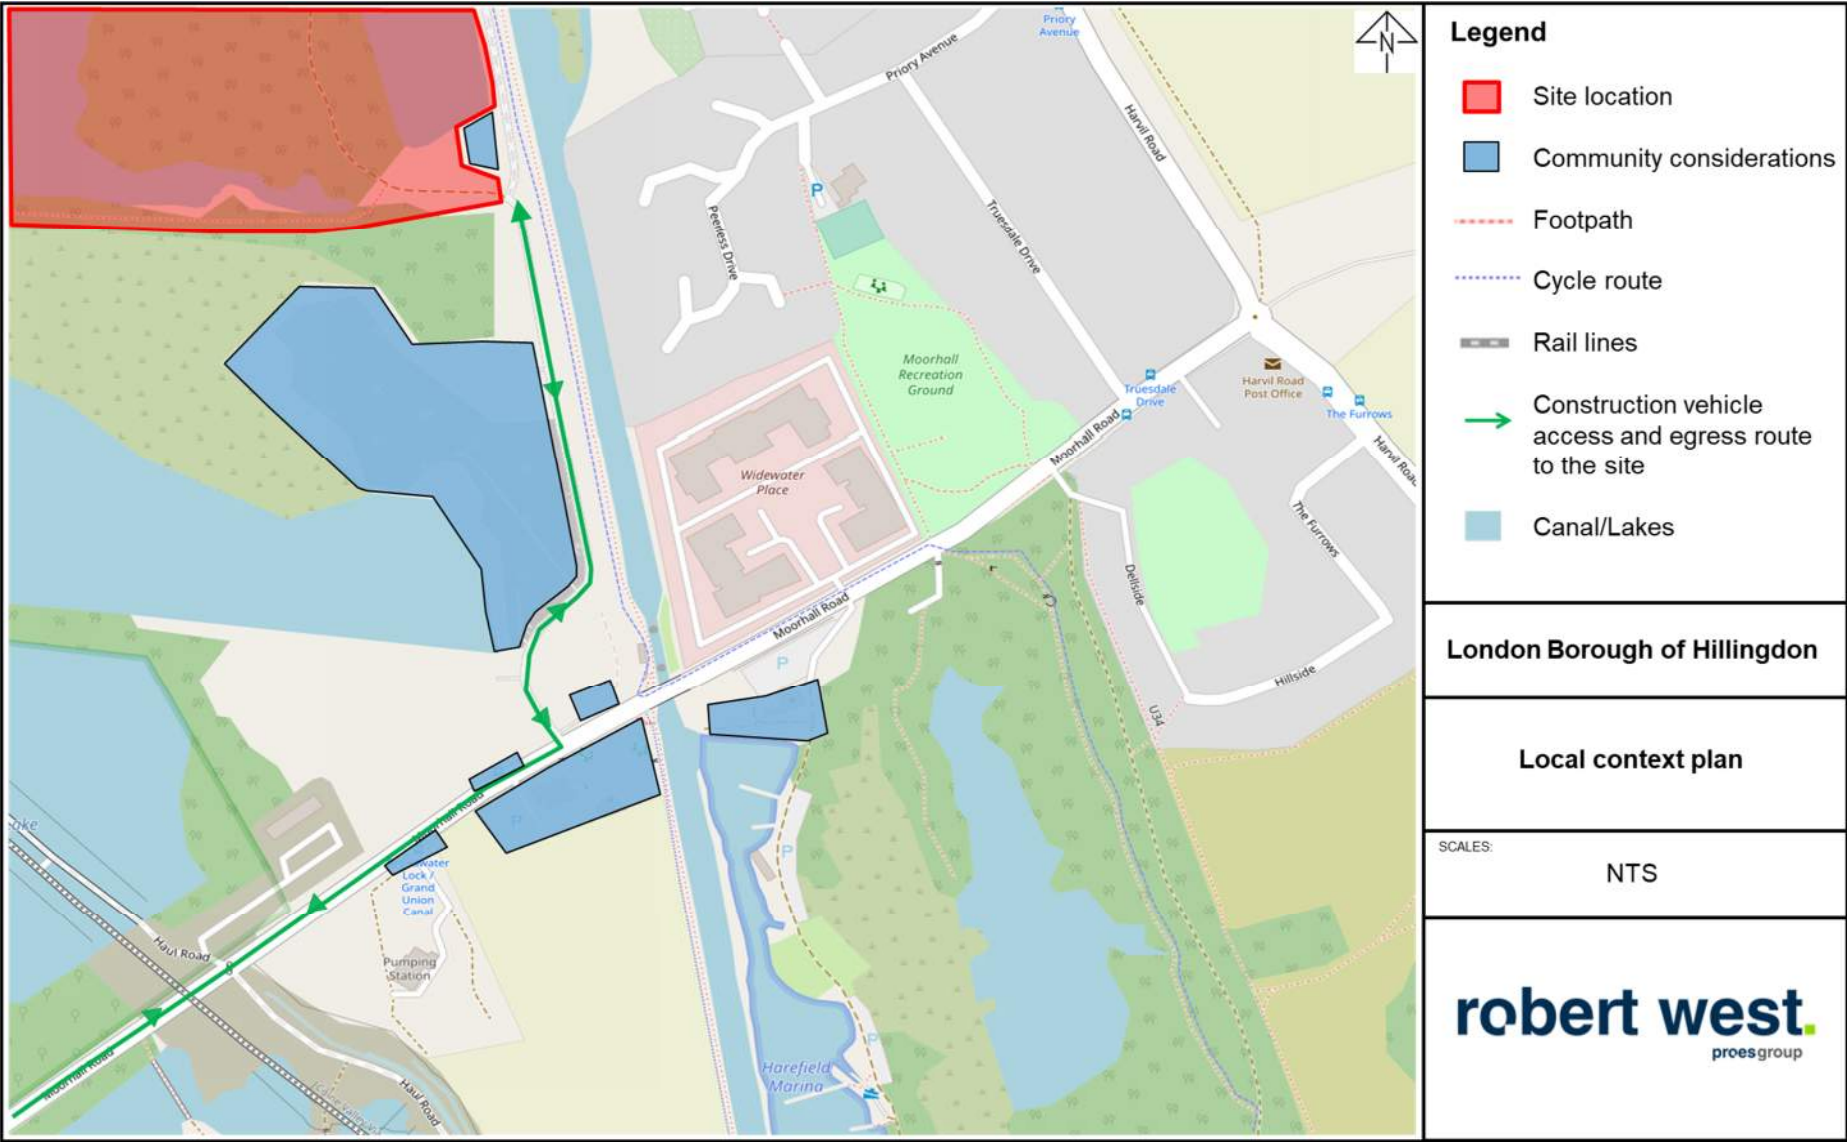 Priory
Avenue
Priory Avenue
N
Harvil Road
P
Peerless Drive
Truesdale Drive
Moorhall
Recreation
Ground
Truesdale
Drive
Harvil Road
Post Office
The Furrows
Moorhall Road
Widewater
Place
The Furrows
Dellside
Moorhall Road
Hillside
P
U34
Moorhall Road
Lock /
Grand
Union
Canal
P
Haul Road
Pumping
Station
P
Harefield
Marina
Moorhall Road
Haul Road
Legend
Site location
Community considerations
Footpath
Cycle route
Rail lines
Construction vehicle
access and egress route
to the site
Canal/Lakes
London Borough of Hillingdon
Local context plan
SCALES:
NTS
robert west.
proesgroup